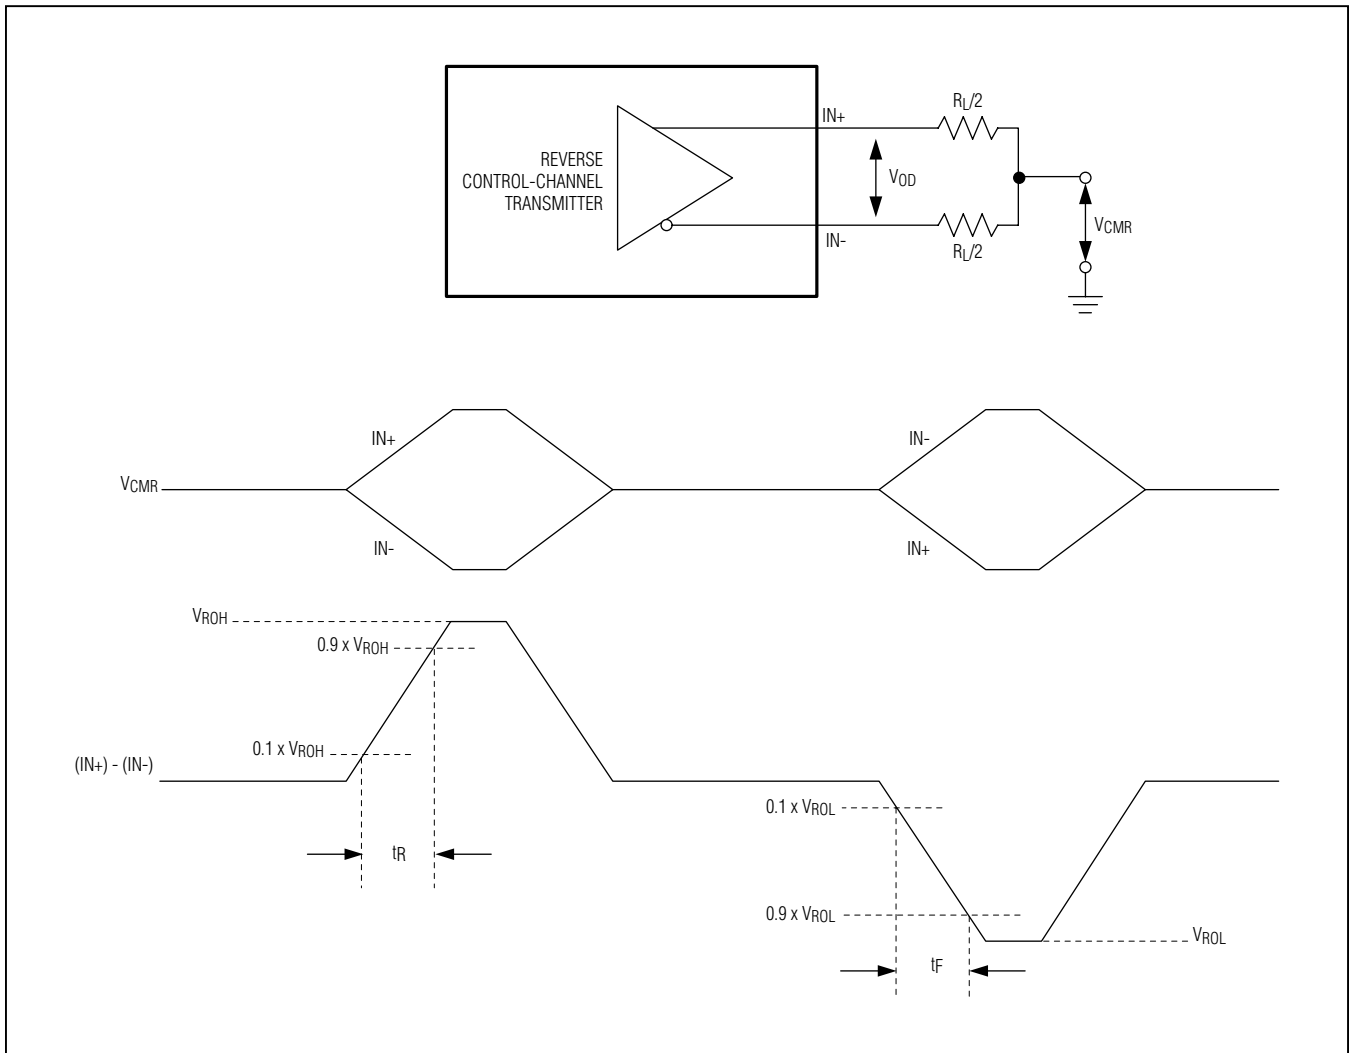 REVERSE
CONTROL-CHANNEL
TRANSMITTER
IN+
IN-
VOD
RL/2
RL/2
VCMR
VCMR
IN+
IN-
IN-
IN+
VROH
0.9 x VROH
0.1 x VROH
(IN+) - (IN-)
tR
0.1 x VROL
0.9 x VROL
VROL
tF